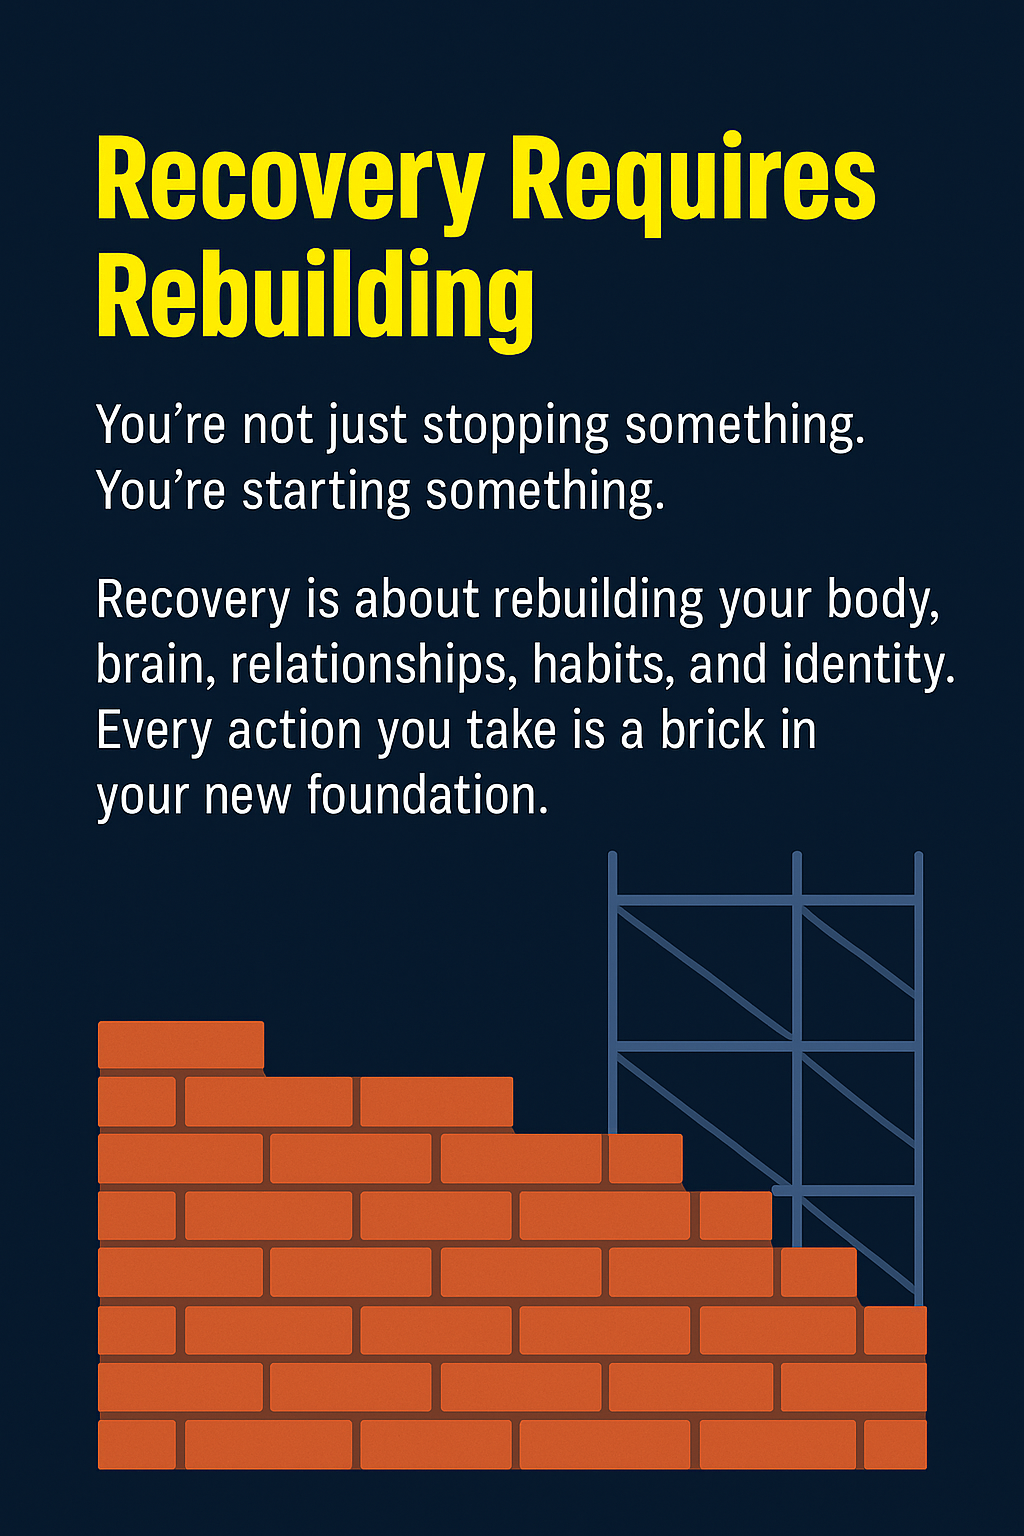 Recovery Requires
Rebuilding
You’re not just stopping something.
You’re starting something.
Recovery is about rebuilding your body,
brain, relationships, habits, and identity.
Every action you take is a brick in
your new foundation.